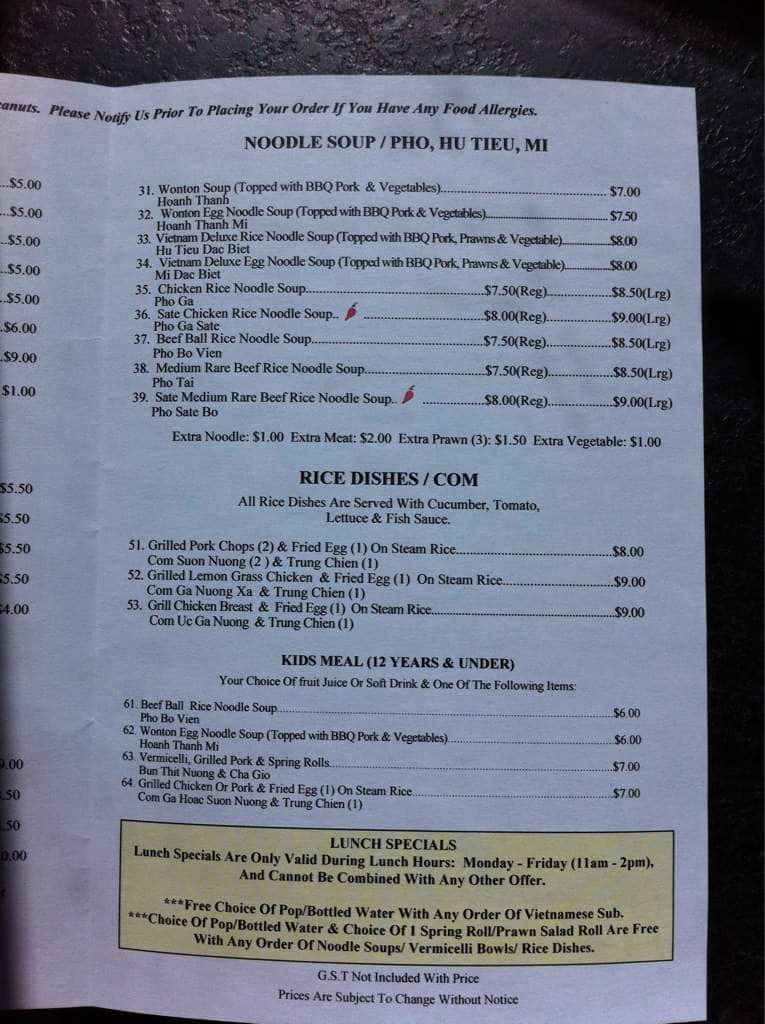 anuts. Please Notify Us Prior To Placing Your Order If You Have Any Food Allergies.
NOODLE SOUP / PHO, HU TIEU, MI
...$5.00
...$5.00
..$5.00
...$5.00
...$5.00
.$6.00
.$9.00
$1.00
31. Wonton Soup (Topped with BBQ Pork & Vegetables)........ $7.00
Hoanh Thanh
32. Wonton Egg Noodle Soup (Topped with BBQ Pork & Vegetables)........ $7.50
Hoanh Thanh Mi
33. Vietnam Deluxe Rice Noodle Soup (Topped with BBQ Pork, Prawns & Vegetable)........$8.00
Hu Tieu Dac Biet
34. Vietnam Deluxe Egg Noodle Soup (Topped with BBQ Pork, Prawns & Vegetable)........$8.00
Mi Dac Biet
35. Chicken Rice Noodle Soup........$7.50(Reg)........$8.50(Lrg)
Pho Ga
36. Sate Chicken Rice Noodle Soup.. ........$8.00(Reg)........$9.00(Lrg)
Pho Ga Sate
37. Beef Ball Rice Noodle Soup........$7.50(Reg)........$8.50(Lrg)
Pho Bo Vien
38. Medium Rare Beef Rice Noodle Soup........$7.50(Reg)........$8.50(Lrg)
Pho Tai
39. Sate Medium Rare Beef Rice Noodle Soup.. ........$8.00(Reg)........$9.00(Lrg)
Pho Sate Bo
Extra Noodle: $1.00 Extra Meat: $2.00 Extra Prawn (3): $1.50 Extra Vegetable: $1.00
RICE DISHES / COM
All Rice Dishes Are Served With Cucumber, Tomato,
Lettuce & Fish Sauce.
$5.50
$5.50
$5.50
$5.50
$4.00
51. Grilled Pork Chops (2) & Fried Egg (1) On Steam Rice........$8.00
Com Suon Nuong (2 ) & Trung Chien (1)
52. Grilled Lemon Grass Chicken & Fried Egg (1) On Steam Rice........$9.00
Com Ga Nuong Xa & Trung Chien (1)
53. Grill Chicken Breast & Fried Egg (1) On Steam Rice........$9.00
Com Uc Ga Nuong & Trung Chien (1)
KIDS MEAL (12 YEARS & UNDER)
Your Choice Of fruit Juice Or Soft Drink & One Of The Following Items:
61. Beef Ball Rice Noodle Soup........$6.00
Pho Bo Vien
62. Wonton Egg Noodle Soup (Topped with BBQ Pork & Vegetables)........$6.00
Hoanh Thanh Mi
63. Vermicelli, Grilled Pork & Spring Rolls........$7.00
Bun Thit Nuong & Cha Gio
64. Grilled Chicken Or Pork & Fried Egg (1) On Steam Rice........$7.00
Com Ga Hoac Suon Nuong & Trung Chien (1)
9.00
.50
.50
0.00
LUNCH SPECIALS
Lunch Specials Are Only Valid During Lunch Hours: Monday - Friday (11am - 2pm),
And Cannot Be Combined With Any Other Offer.
***Free Choice Of Pop/Bottled Water With Any Order Of Vietnamese Sub.
***Choice Of Pop/Bottled Water & Choice Of 1 Spring Roll/Prawn Salad Roll Are Free
With Any Order Of Noodle Soups/ Vermicelli Bowls/ Rice Dishes.
G.S.T Not Included With Price
Prices Are Subject To Change Without Notice